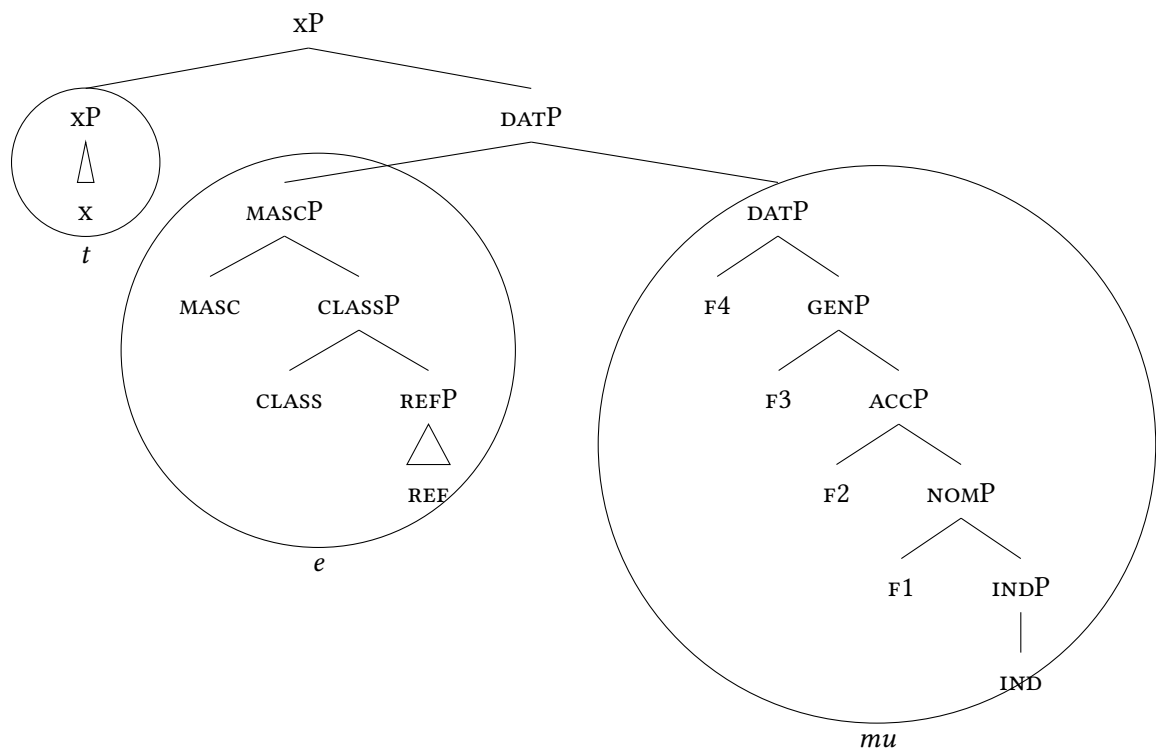 xP
xP DATP
x MASCP DATP
t
MASC CLASSP F4 GENP
CLASS REFP F3 ACCP
REF F2 NOMP
e F1 INDP
IND
mu